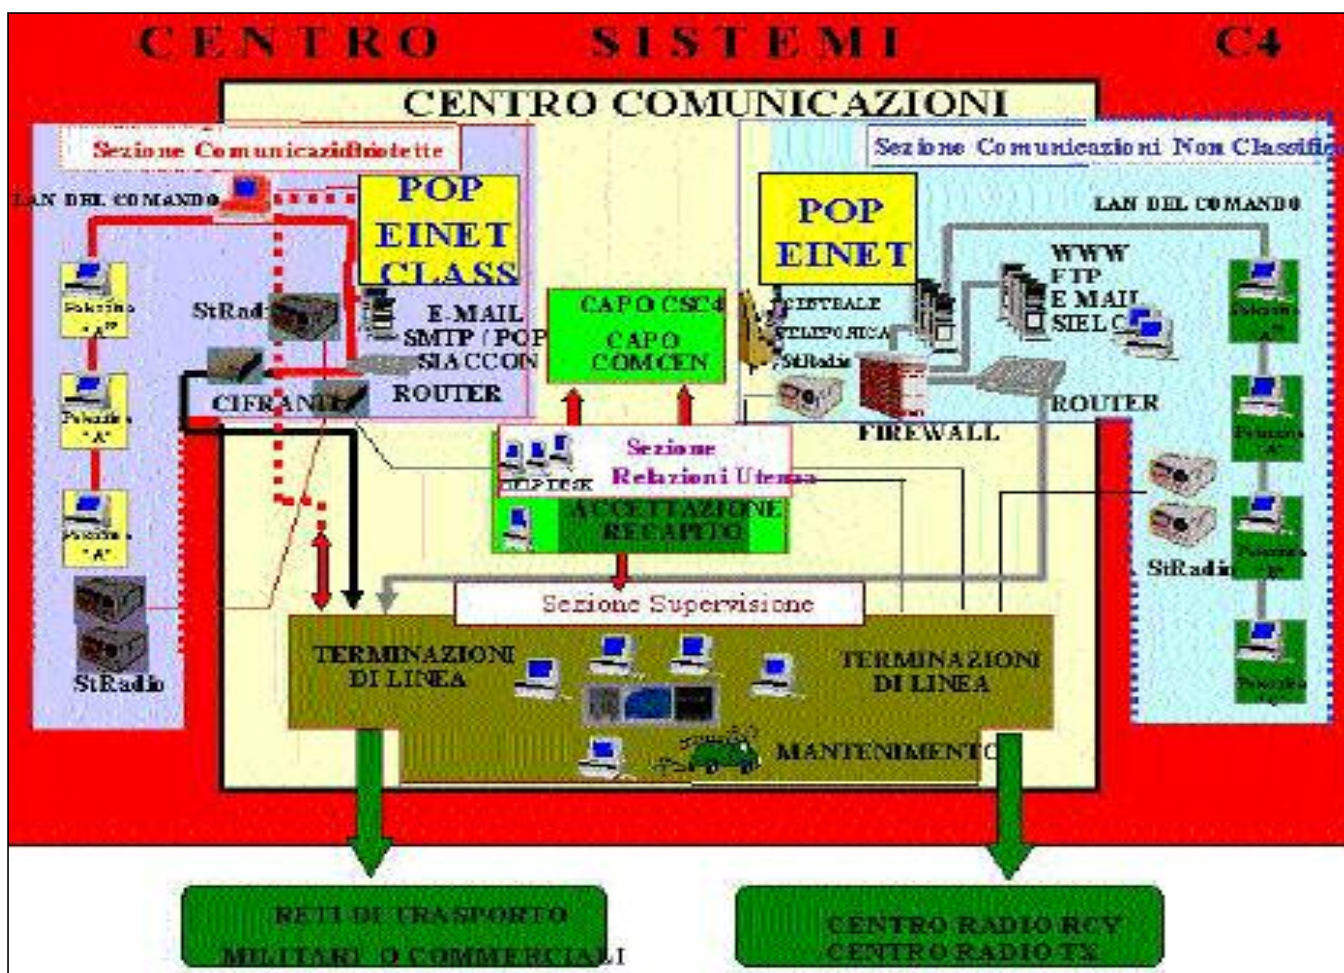 CENTRO SISTEMI C4
CENTRO COMUNICAZIONI
Sezione Comunicazioni
LAN DEL COMANDO
POP
EINET
CLASS
StRadio
E-MAIL
SMTP / POP
SIACCON
ROUTER
"A"
"A"
"A"
StRadio
CAPO CSC4
CAPO
COMCEN
Sezione
Relazioni Utenza
HELP DESK
ACCETTAZIONE
RECAPITO
Sezione Comunicazioni Non
POP
EINET
LAN DEL COMANDO
WWW
FTP
E MAIL
CENTRALE
TELEFONICA
StRadio
FIREWALL
ROUTER
StRadio
Sezione Supervisione
TERMINAZIONI
DI LINEA
TERMINAZIONI
DI LINEA
MANTENIMENTO
RETI DI TRASPORTO
MILITARI O COMMERCIALI
CENTRO RADIO RCV
CENTRO RADIO TX